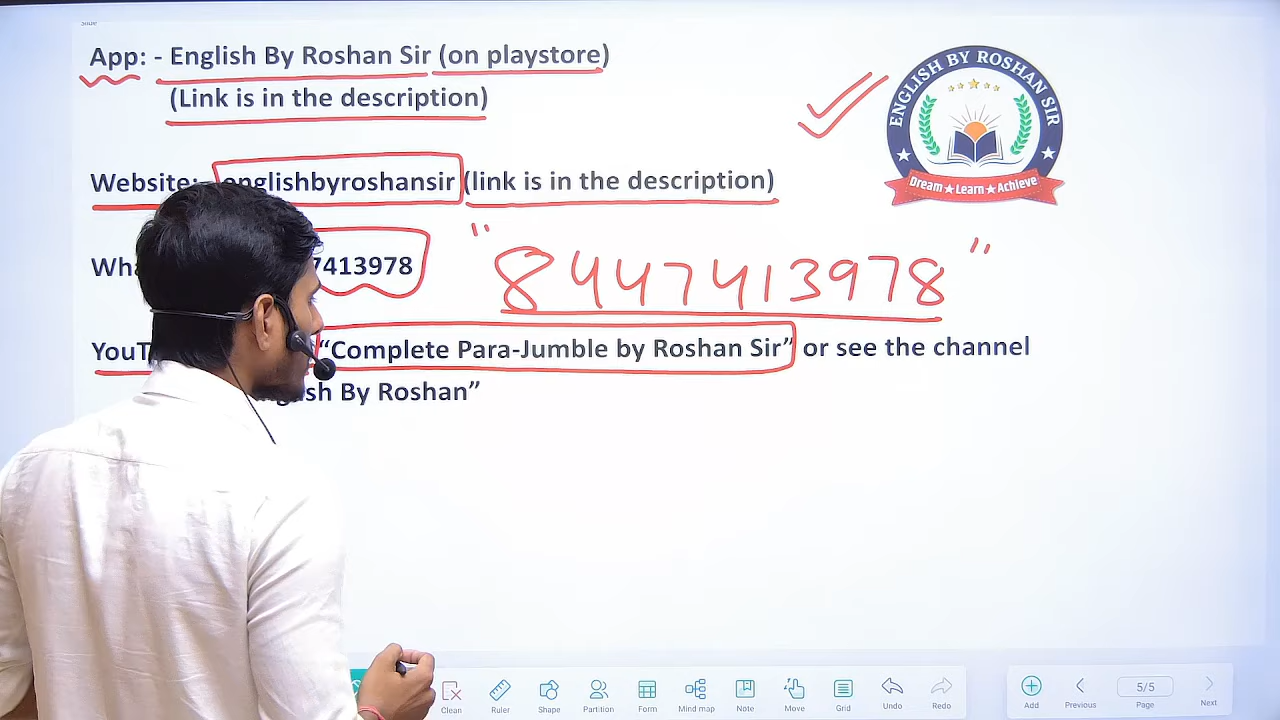 App: - English By Roshan Sir (on playstore)
(Link is in the description)
ENGLISH BY ROSHAN SIR
Dream ★ Learn ★ Achieve
Website: englishbyroshansir (link is in the description)
7413978
"8447413978"
"Complete Para-Jumble by Roshan Sir" or see the channel
By Roshan"
Clean
Ruler
Shape
Partition
Form
Mind map
Note
Move
Grid
Undo
Redo
Add
Previous
5/5
Page
Next